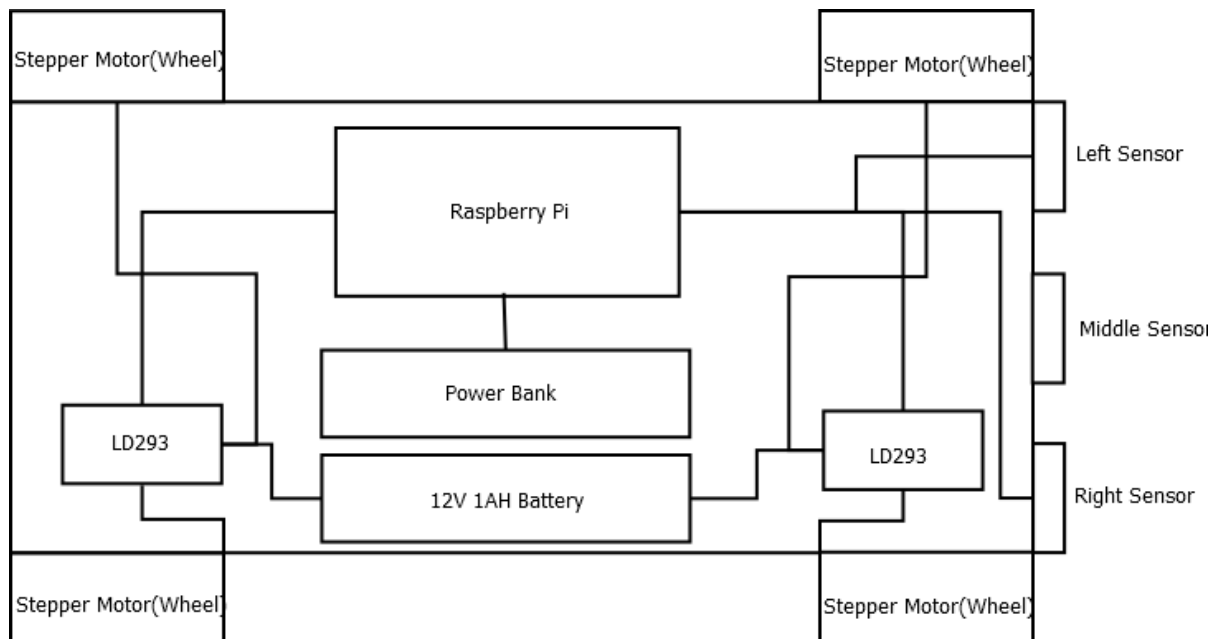 Stepper Motor(Wheel)
Stepper Motor(Wheel)
Left Sensor
Raspberry Pi
Middle Sensor
Power Bank
LD293
LD293
12V 1AH Battery
Right Sensor
Stepper Motor(Wheel)
Stepper Motor(Wheel)